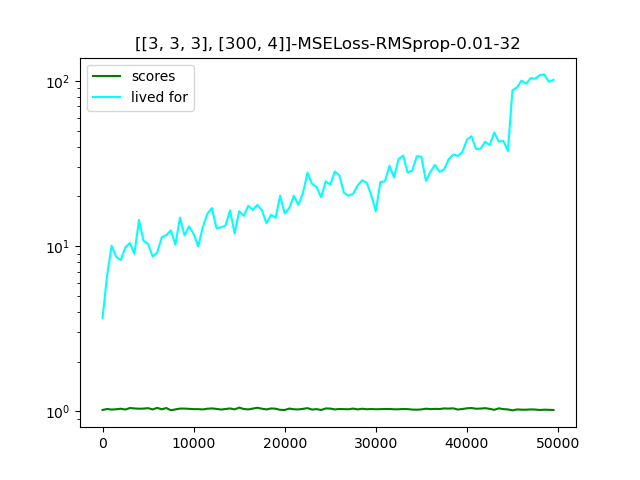 [[3, 3, 3], [300, 4]]-MSELoss-RMSprop-0.01-32
scores
lived for
10²
10¹
10⁰
0 10000 20000 30000 40000 50000